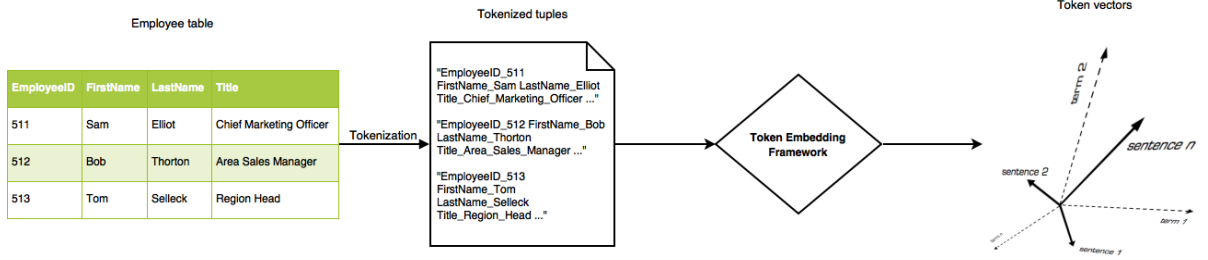 Employee table
EmployeeID FirstName LastName Title
511 Sam Elliot Chief Marketing Officer
512 Bob Thorton Area Sales Manager
513 Tom Selleck Region Head
Tokenization
Tokenized tuples
"EmployeeID_511
FirstName_Sam LastName_Elliot
Title_Chief_Marketing_Officer ..."
"EmployeeID_512 FirstName_Bob
LastName_Thorton
Title_Area_Sales_Manager ..."
"EmployeeID_513
FirstName_Tom
LastName_Selleck
Title_Region_Head ..."
Token Embedding
Framework
Token vectors
term 2
sentence n
sentence 2
term 1
term n
sentence 1